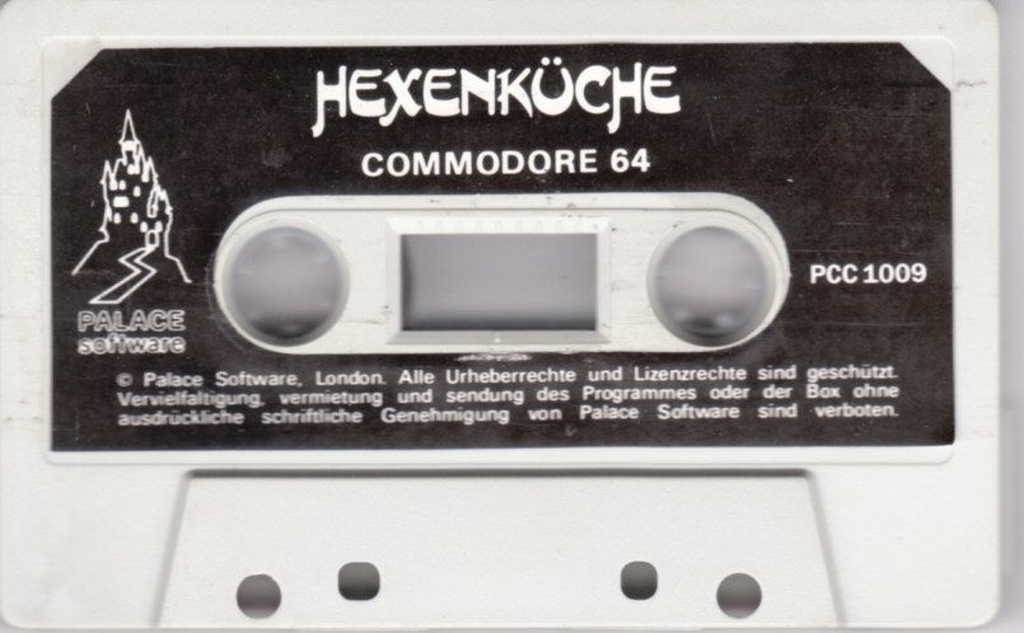 HEXENKÜCHE
COMMODORE 64
PCC 1009
PALACE
software
© Palace Software, London. Alle Urheberrechte und Lizenzrechte sind geschützt.
Vervielfaltigung, vermietung und sendung des Programmes oder der Box ohne
ausdrückliche schriftliche Genehmigung von Palace Software sind verboten.